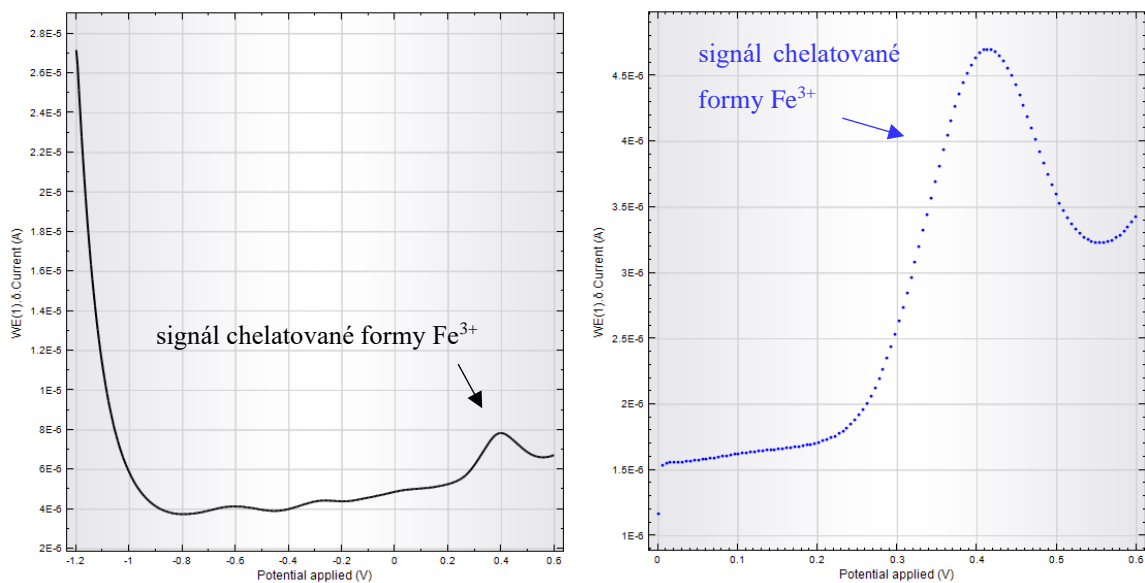 2.8E-5
2.6E-5
2.4E-5
2.2E-5
2E-5
1.8E-5
1.6E-5
1.4E-5
1.2E-5
1E-5
8E-6
6E-6
4E-6
2E-6
WE(1).δ.Current (A)
signál chelatované formy Fe³⁺
-1.2 -1 -0.8 -0.6 -0.4 -0.2 0 0.2 0.4 0.6
Potential applied (V)
4.5E-6
4E-6
3.5E-6
3E-6
2.5E-6
2E-6
1.5E-6
1E-6
WE(1).δ.Current (A)
signál chelatované
formy Fe³⁺
0 0.1 0.2 0.3 0.4 0.5 0.6
Potential applied (V)